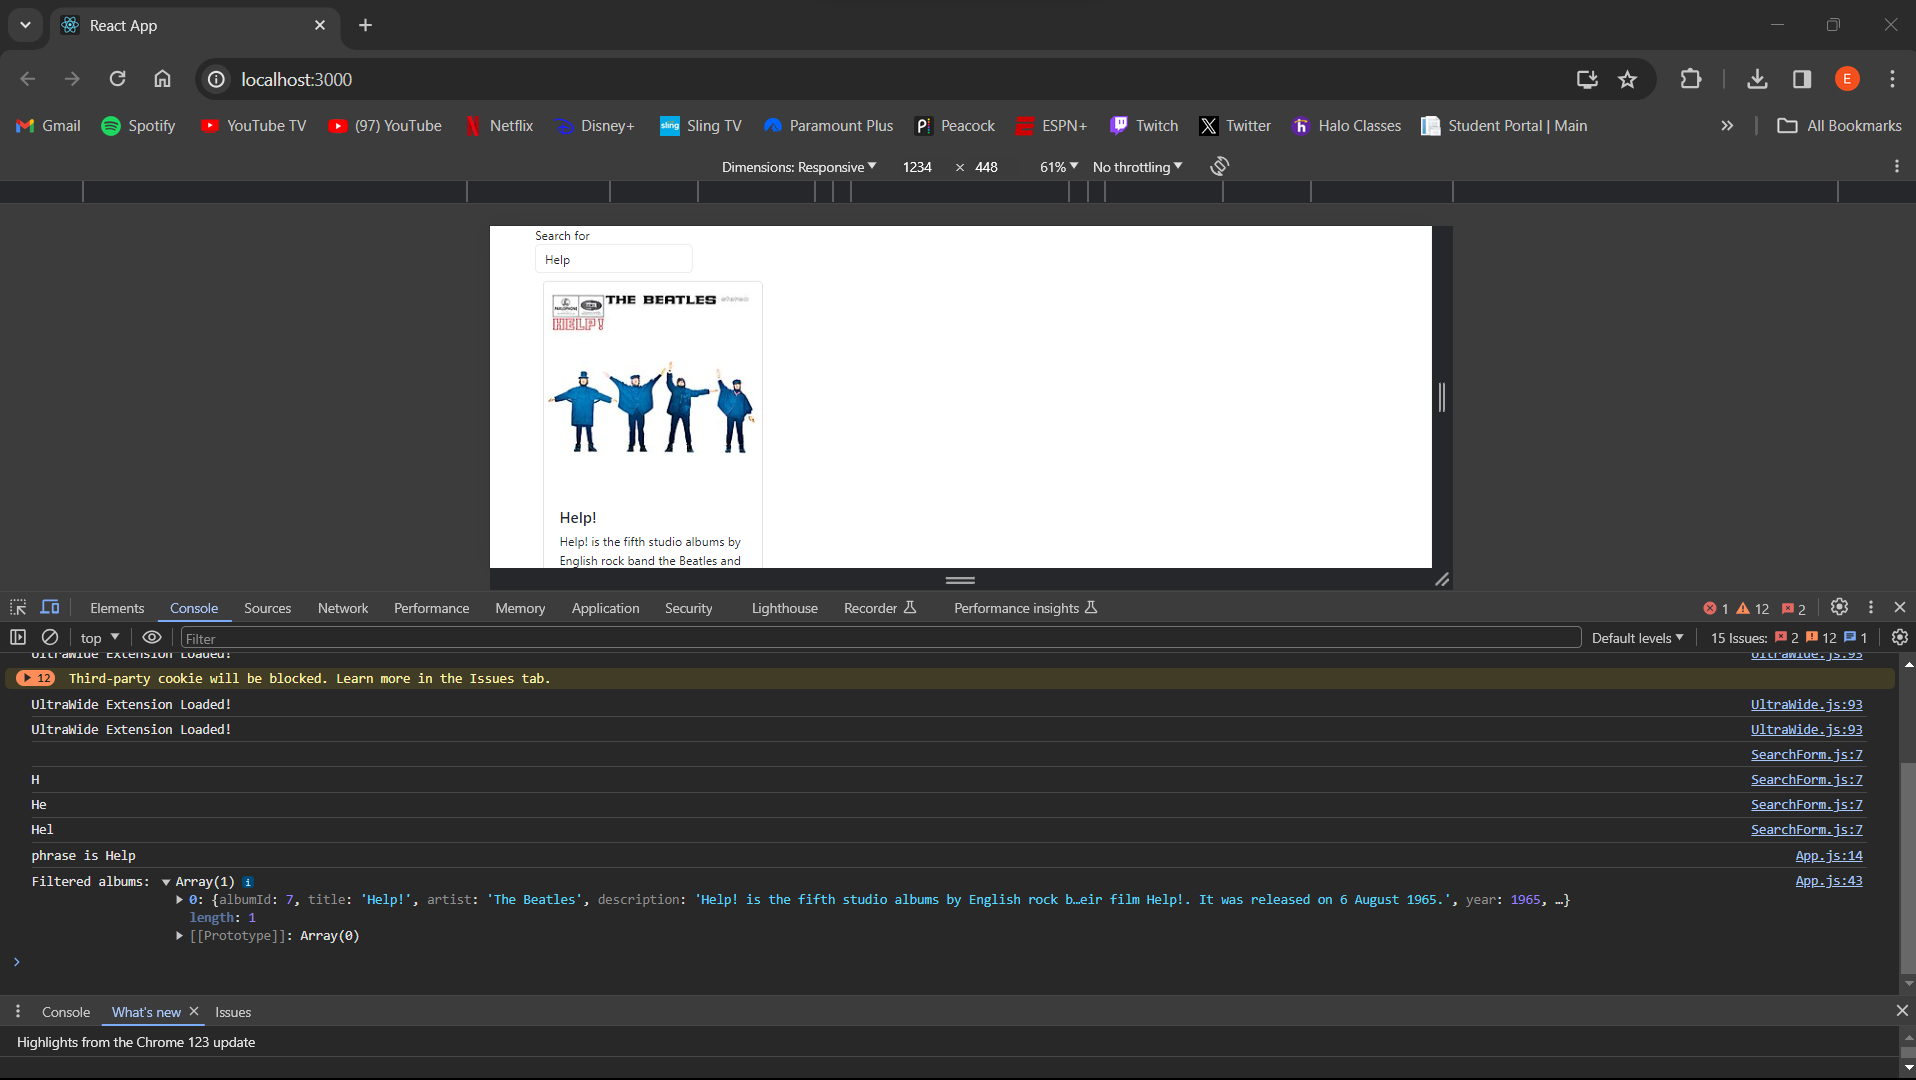 React App
localhost:3000
E
Gmail Spotify YouTube TV (97) YouTube Netflix Disney+ sling Sling TV Paramount Plus Peacock ESPN+ Twitch Twitter Halo Classes Student Portal | Main All Bookmarks
Dimensions: Responsive 1234 × 448 61% No throttling
Search for
Help
THE BEATLES stereo
HELP!
Help!
Help! is the fifth studio albums by
English rock band the Beatles and
Elements Console Sources Network Performance Memory Application Security Lighthouse Recorder Performance insights 1 12 2
top Filter Default levels 15 Issues: 2 12 1
UltraWide Extension Loaded! UltraWide.js:93
12 Third-party cookie will be blocked. Learn more in the Issues tab.
UltraWide Extension Loaded! UltraWide.js:93
UltraWide Extension Loaded! UltraWide.js:93
SearchForm.js:7
H SearchForm.js:7
He SearchForm.js:7
Hel SearchForm.js:7
phrase is Help App.js:14
Filtered albums: Array(1) i App.js:43
0: {albumId: 7, title: 'Help!', artist: 'The Beatles', description: 'Help! is the fifth studio albums by English rock b…eir film Help!. It was released on 6 August 1965.', year: 1965, …}
length: 1
[[Prototype]]: Array(0)
Console What's new Issues
Highlights from the Chrome 123 update